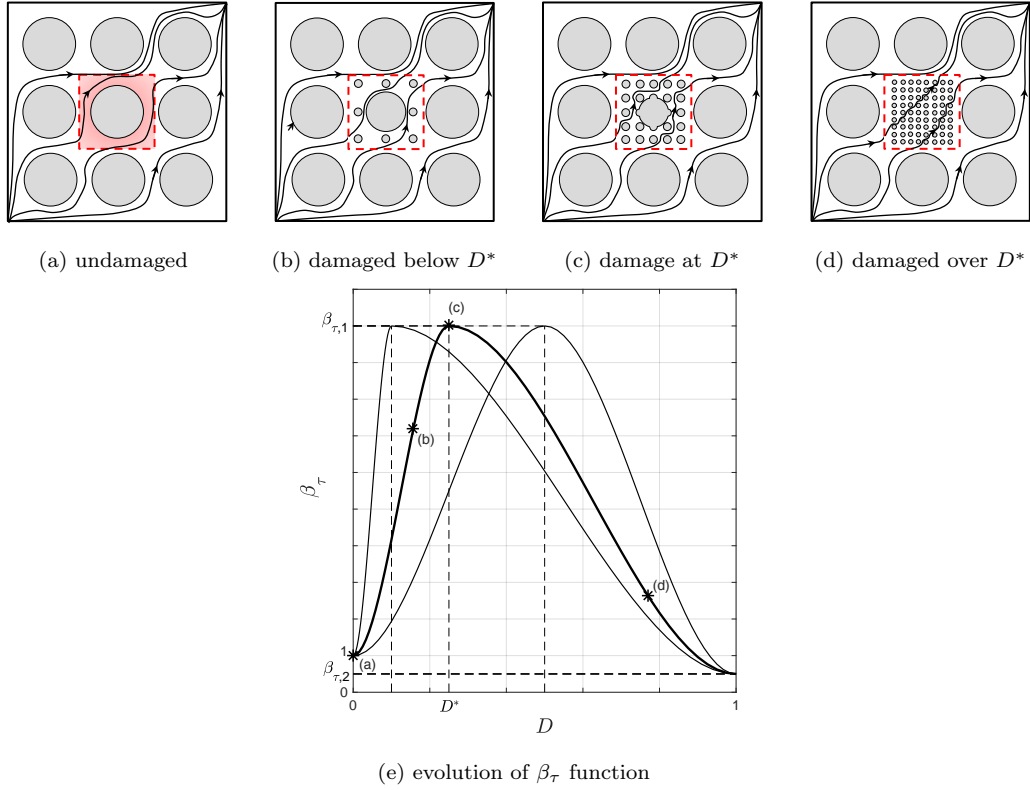 (a) undamaged
(b) damaged below D*
(c) damage at D*
(d) damaged over D*
β_τ,1
(c)
(b)
β_τ
(d)
1
(a)
β_τ,2
0
0
D*
1
D
(e) evolution of β_τ function